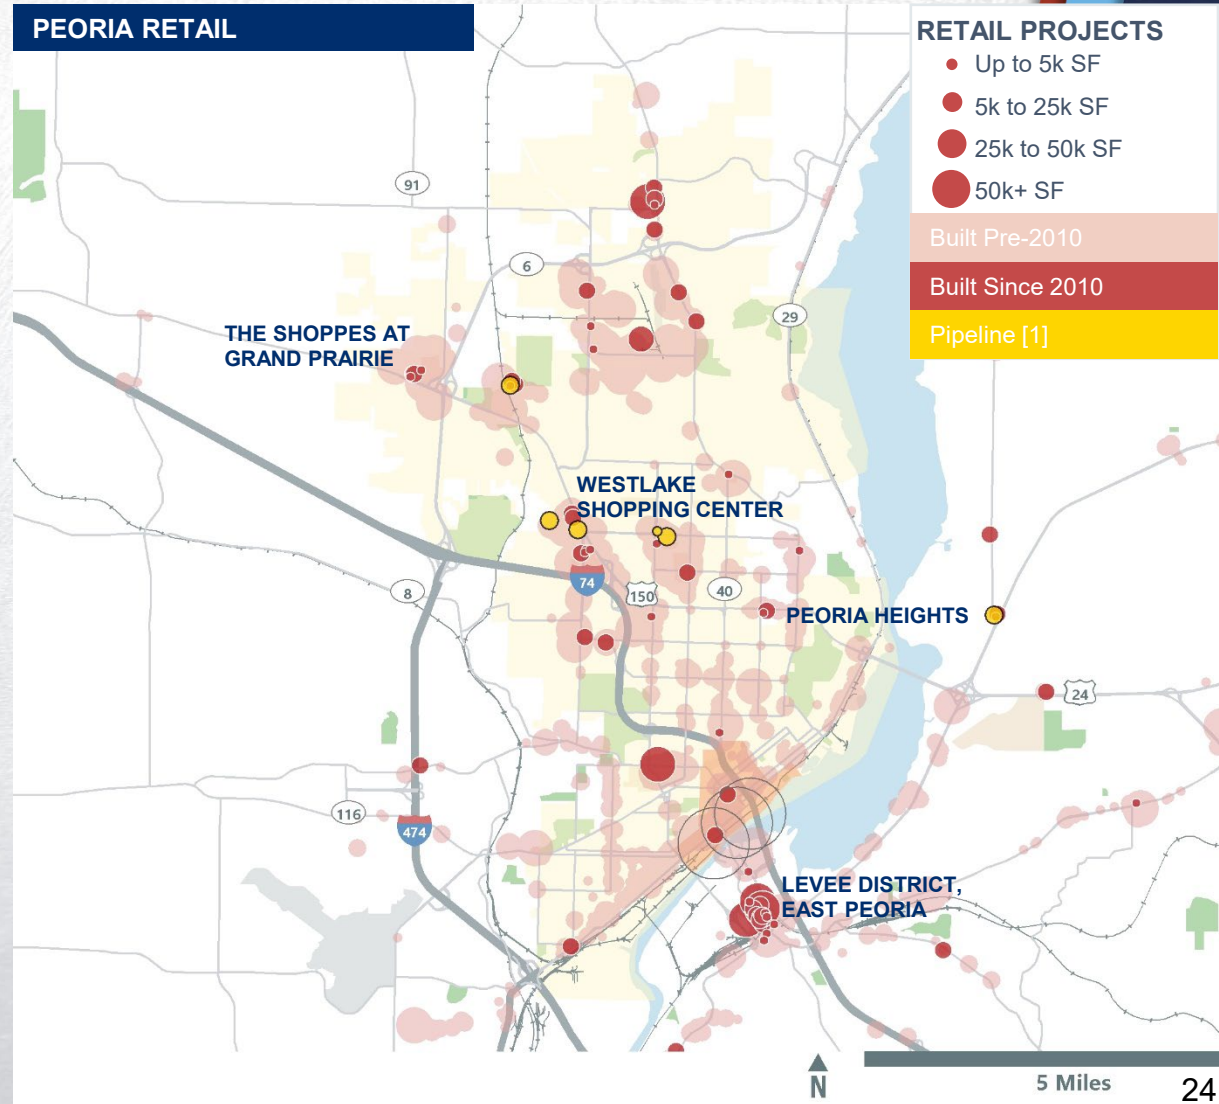 PEORIA RETAIL
RETAIL PROJECTS
Up to 5k SF
5k to 25k SF
25k to 50k SF
50k+ SF
Built Pre-2010
Built Since 2010
Pipeline [1]
91
6
29
THE SHOPPES AT
GRAND PRAIRIE
WESTLAKE
SHOPPING CENTER
74
8
150
40
PEORIA HEIGHTS
24
116
474
LEVEE DISTRICT,
EAST PEORIA
N
5 Miles
24